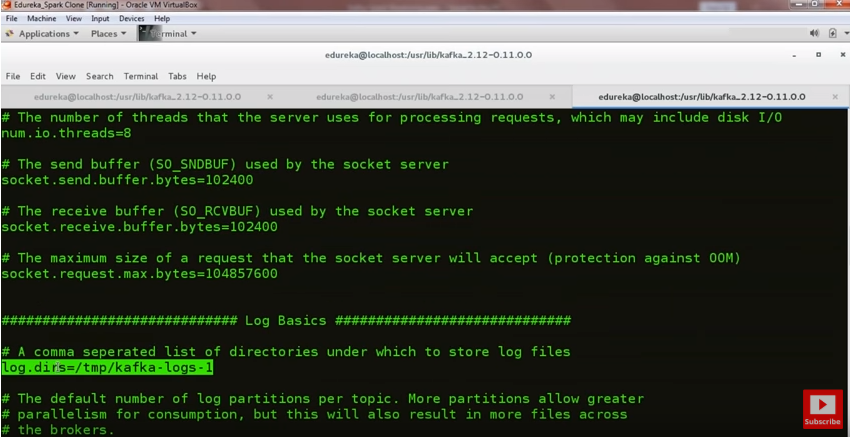 Edureka_Spark Clone [Running] - Oracle VM VirtualBox
File Machine View Input Devices Help
Applications Places Terminal
edureka@localhost:/usr/lib/kafka_2.12-0.11.0.0
File Edit View Search Terminal Tabs Help
edureka@localhost:/usr/lib/kafka_2.12-0.11.0.0 × edureka@localhost:/usr/lib/kafka_2.12-0.11.0.0 × edureka@localhost:/usr/lib/kafka_2.12-0.11.0.0 ×
# The number of threads that the server uses for processing requests, which may include disk I/O
num.io.threads=8
# The send buffer (SO_SNDBUF) used by the socket server
socket.send.buffer.bytes=102400
# The receive buffer (SO_RCVBUF) used by the socket server
socket.receive.buffer.bytes=102400
# The maximum size of a request that the socket server will accept (protection against OOM)
socket.request.max.bytes=104857600
############################# Log Basics #############################
# A comma seperated list of directories under which to store log files
log.dirs=/tmp/kafka-logs-1
# The default number of log partitions per topic. More partitions allow greater
# parallelism for consumption, but this will also result in more files across
# the brokers.
Subscribe